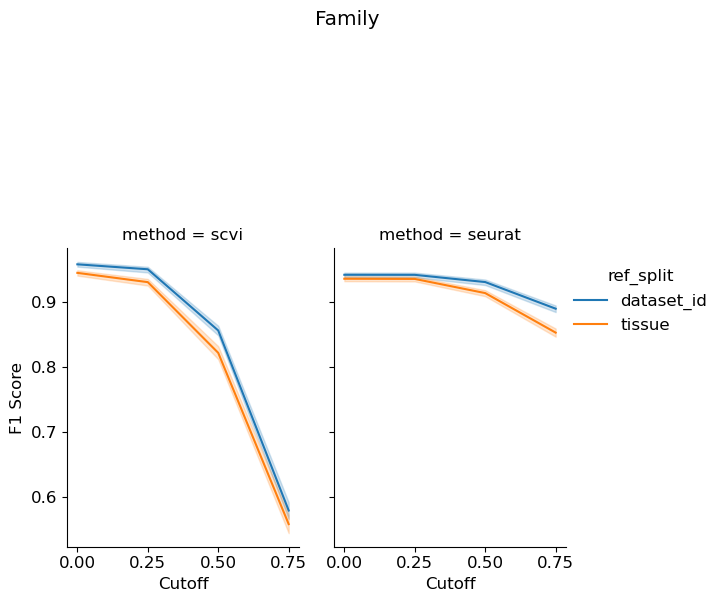 Family
method = scvi
method = seurat
ref_split
dataset_id
tissue
F1 Score
0.9
0.8
0.7
0.6
0.00 0.25 0.50 0.75
0.00 0.25 0.50 0.75
Cutoff
Cutoff